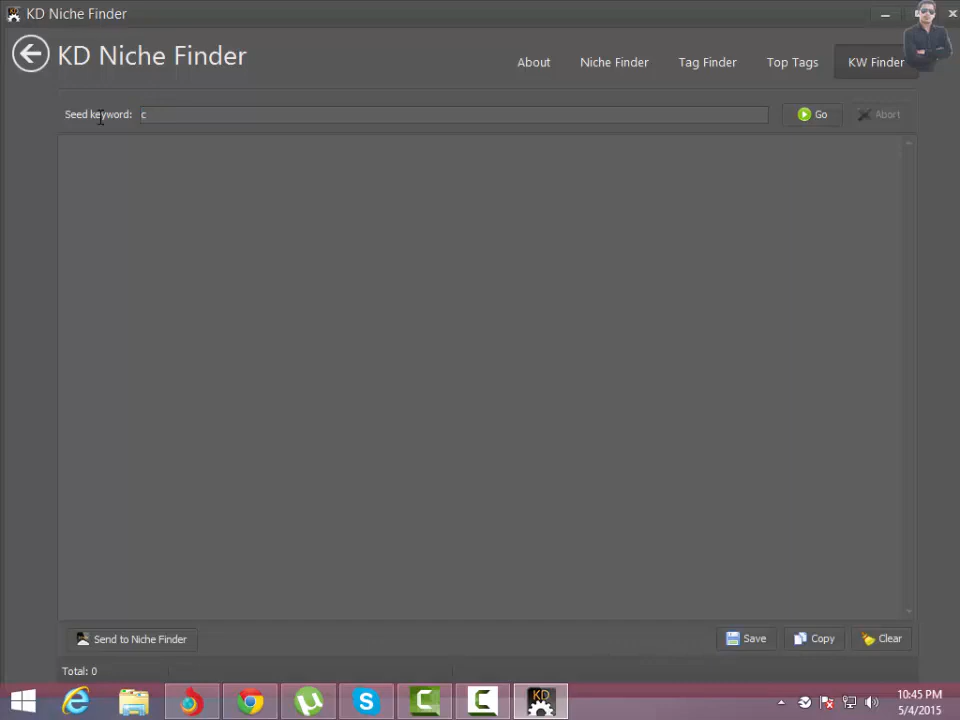 KD Niche Finder
KD Niche Finder
About
Niche Finder
Tag Finder
Top Tags
KW Finder
Seed keyword:
c
Go
Abort
Send to Niche Finder
Save
Copy
Clear
Total: 0
KD
10:45 PM
5/4/2015